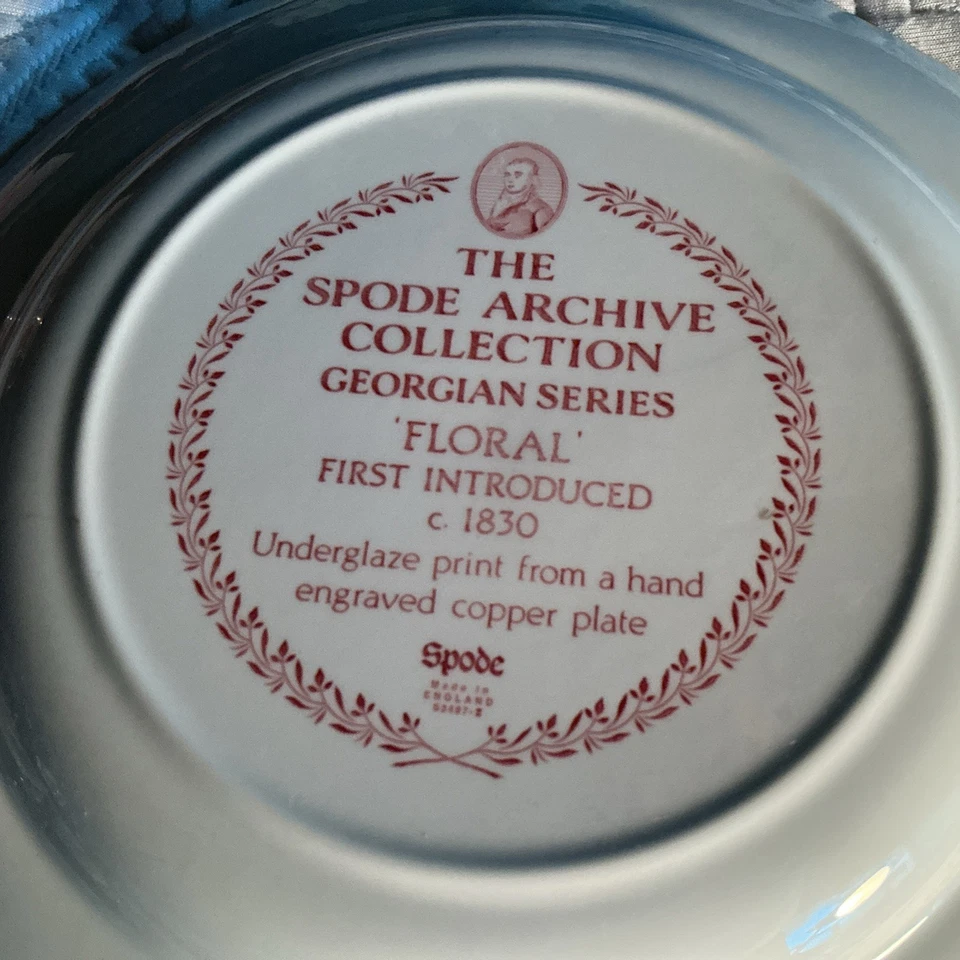 THE
SPODE ARCHIVE
COLLECTION
GEORGIAN SERIES
'FLORAL'
FIRST INTRODUCED
c. 1830
Underglaze print from a hand
engraved copper plate
Spode
Made in
ENGLAND